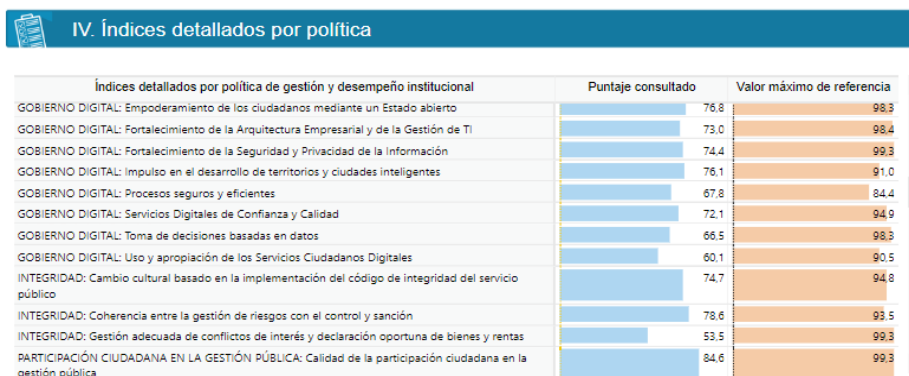 IV. Índices detallados por política
Índices detallados por política de gestión y desempeño institucional Puntaje consultado Valor máximo de referencia
GOBIERNO DIGITAL: Empoderamiento de los ciudadanos mediante un Estado abierto 76,8 98,3
GOBIERNO DIGITAL: Fortalecimiento de la Arquitectura Empresarial y de la Gestión de TI 73,0 98,4
GOBIERNO DIGITAL: Fortalecimiento de la Seguridad y Privacidad de la Información 74,4 99,3
GOBIERNO DIGITAL: Impulso en el desarrollo de territorios y ciudades inteligentes 76,1 91,0
GOBIERNO DIGITAL: Procesos seguros y eficientes 67,8 84,4
GOBIERNO DIGITAL: Servicios Digitales de Confianza y Calidad 72,1 94,9
GOBIERNO DIGITAL: Toma de decisiones basadas en datos 66,5 98,3
GOBIERNO DIGITAL: Uso y apropiación de los Servicios Ciudadanos Digitales 60,1 90,5
INTEGRIDAD: Cambio cultural basado en la implementación del código de integridad del servicio 74,7 94,8
público
INTEGRIDAD: Coherencia entre la gestión de riesgos con el control y sanción 78,6 93,5
INTEGRIDAD: Gestión adecuada de conflictos de interés y declaración oportuna de bienes y rentas 53,5 99,3
PARTICIPACIÓN CIUDADANA EN LA GESTIÓN PÚBLICA: Calidad de la participación ciudadana en la 84,6 99,3
gestión pública